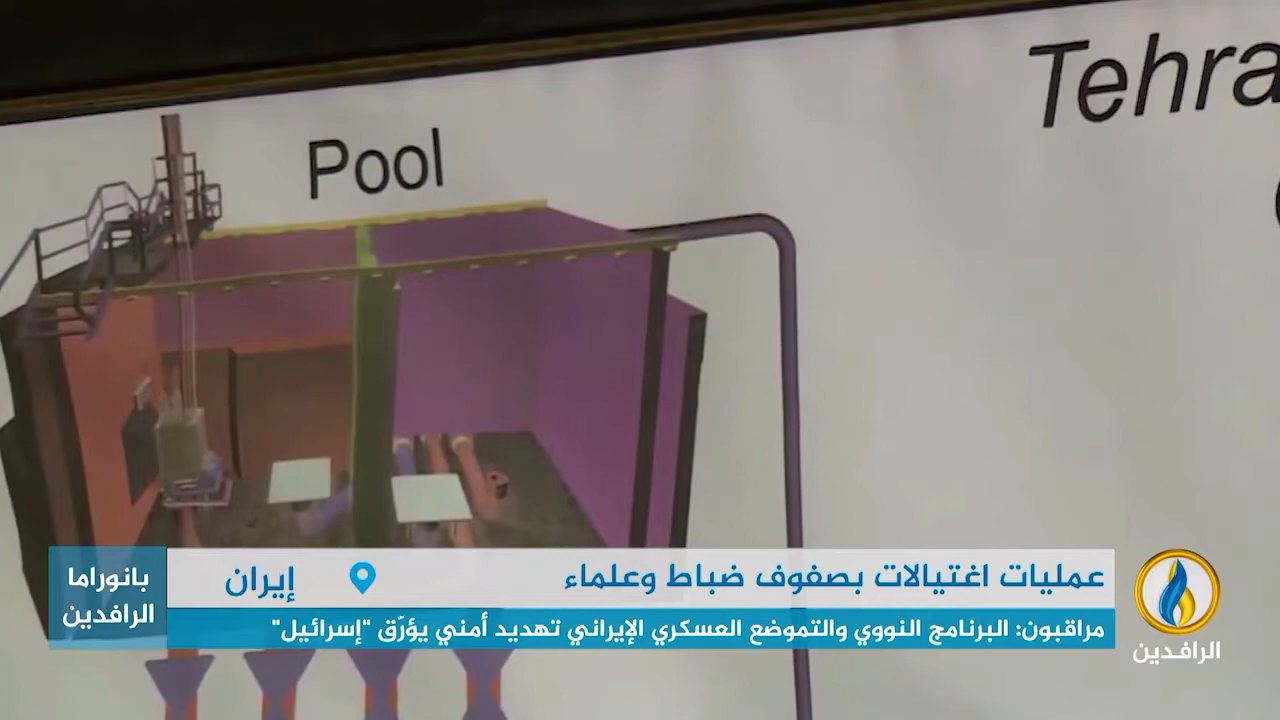 Tehra
Pool
عمليات اغتيالات بصفوف ضباط وعلماء
إيران
مراقبون: البرنامج النووي والتموضع العسكري الإيراني تهديد أمني يؤرّق "إسرائيل"
بانوراما
الرافدين
الرافدين